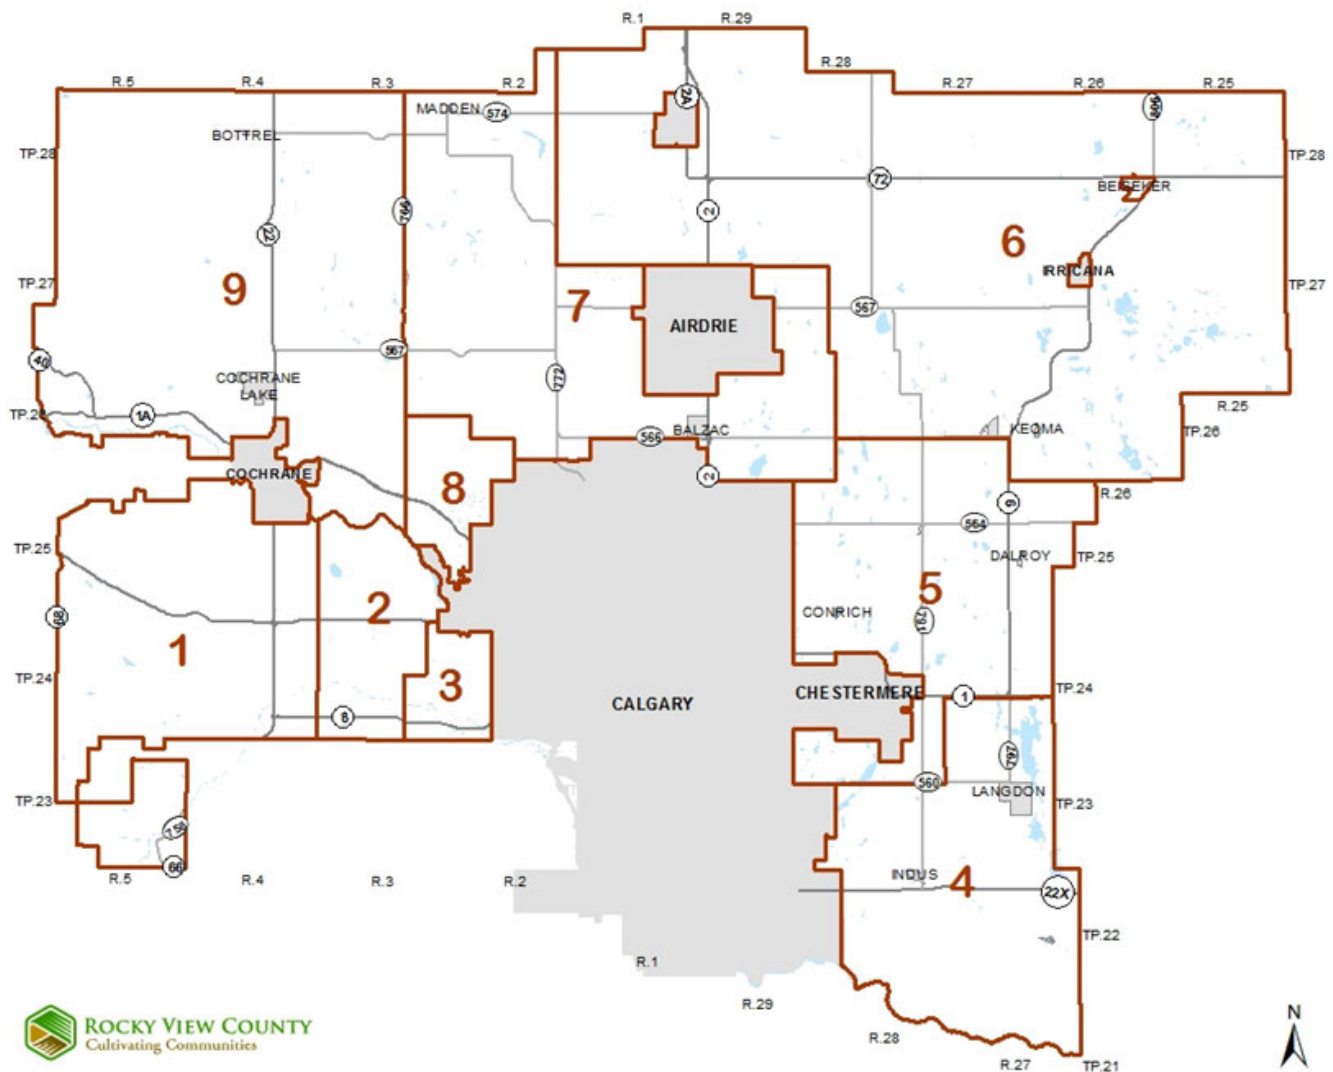 R.1
R.29
R.28
R.5
R.4
R.3
R.2
R.27
R.26
R.25
2A
MADDEN
574
806
BOTTREL
TP.28
TP.28
72
BEISEKER
766
2
22
6
IRRICANA
TP.27
9
7
TP.27
567
AIRDRIE
567
40
COCHRANE
LAKE
772
TP.26
1A
R.25
BALZAC
566
KEOMA
TP.26
COCHRANE
2
8
R.26
9
564
TP.25
DALROY
TP.25
5
2
CONRICH
68
791
1
TP.24
3
TP.24
CHESTERMERE
1
CALGARY
8
797
560
LANGDON
TP.23
TP.23
758
66
R.5
R.4
R.3
R.2
INDUS
4
22X
TP.22
R.1
R.29
N
ROCKY VIEW COUNTY
Cultivating Communities
R.28
R.27
TP.21